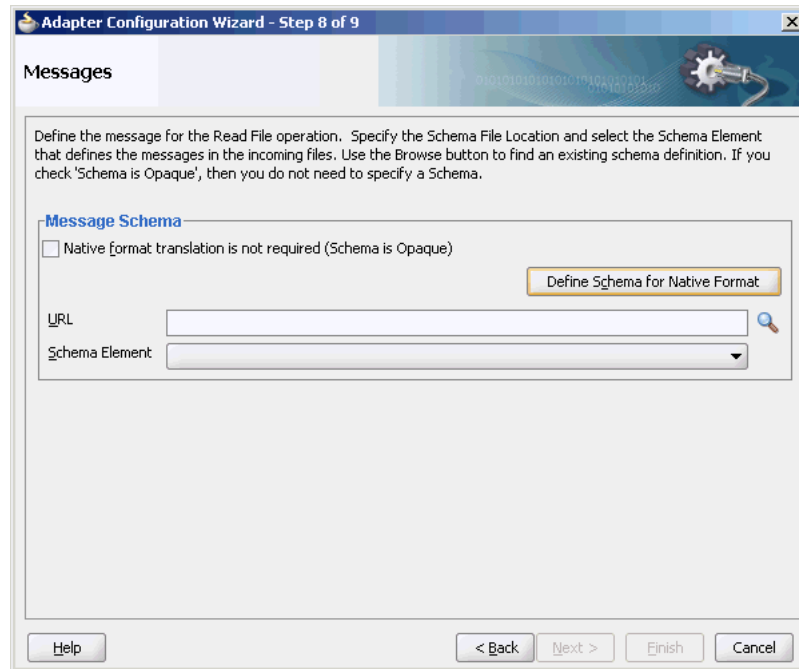 Adapter Configuration Wizard - Step 8 of 9
Messages
0101010101010101010101010101
01010101010
Define the message for the Read File operation.  Specify the Schema File Location and select the Schema Element
that defines the messages in the incoming files. Use the Browse button to find an existing schema definition. If you
check 'Schema is Opaque', then you do not need to specify a Schema.
Message Schema
Native format translation is not required (Schema is Opaque)
Define Schema for Native Format
URL
Schema Element
Help
< Back
Next >
Finish
Cancel